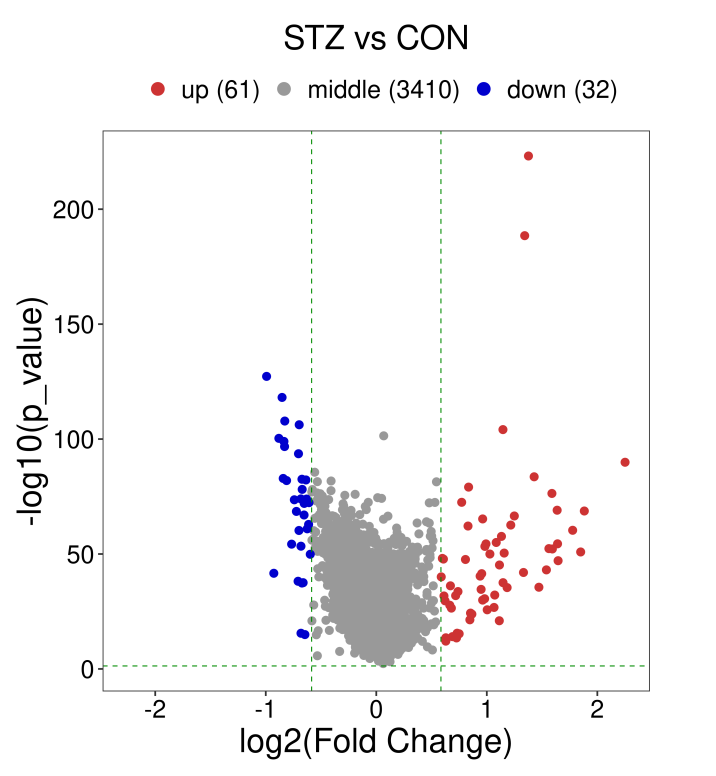 STZ vs CON
up (61) middle (3410) down (32)
200
150
100
50
0
-log10(p_value)
-2 -1 0 1 2
log2(Fold Change)